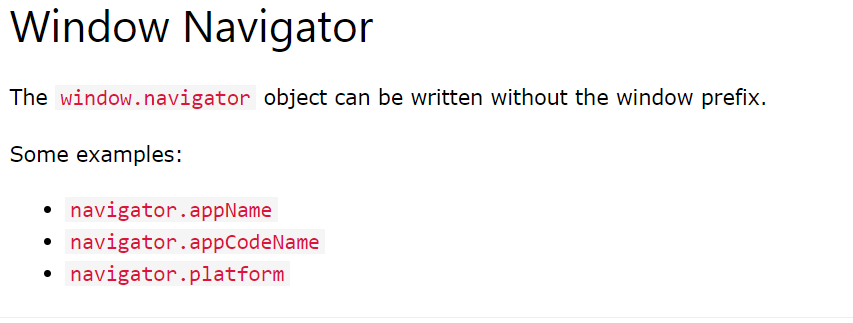 Window Navigator
The window.navigator object can be written without the window prefix.
Some examples:
• navigator.appName
• navigator.appCodeName
• navigator.platform